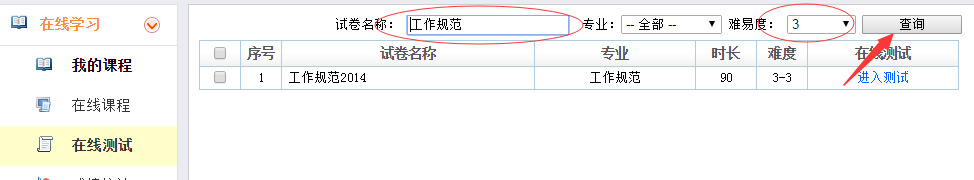 在线学习
我的课程
在线课程
在线测试
试卷名称： 工作规范 专业： -- 全部 -- 难易度： 3 查询
序号 试卷名称 专业 时长 难度 在线测试
1 工作规范2014 工作规范 90 3-3 进入测试